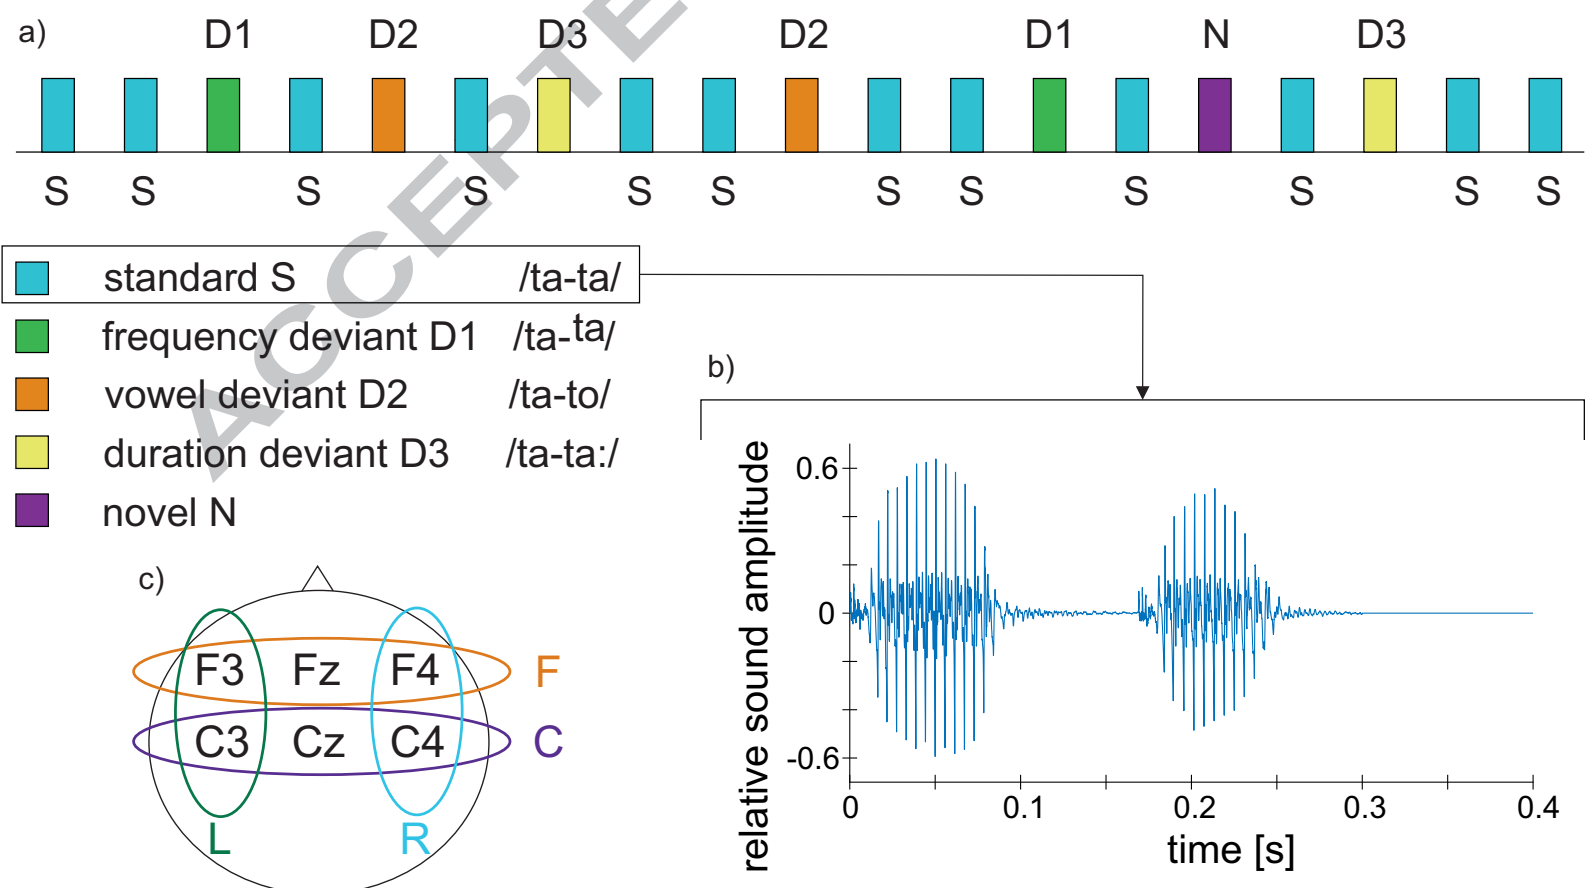 a) D1 D2 D3 D2 D1 N D3
S S S S S S S S S S S S
standard S /ta-ta/
frequency deviant D1 /ta-ta/
vowel deviant D2 /ta-to/
duration deviant D3 /ta-ta:/
novel N
ACCEPTE
b)
relative sound amplitude
0.6
0
-0.6
0 0.1 0.2 0.3 0.4
time [s]
c)
F3 Fz F4 F
C3 Cz C4 C
L R